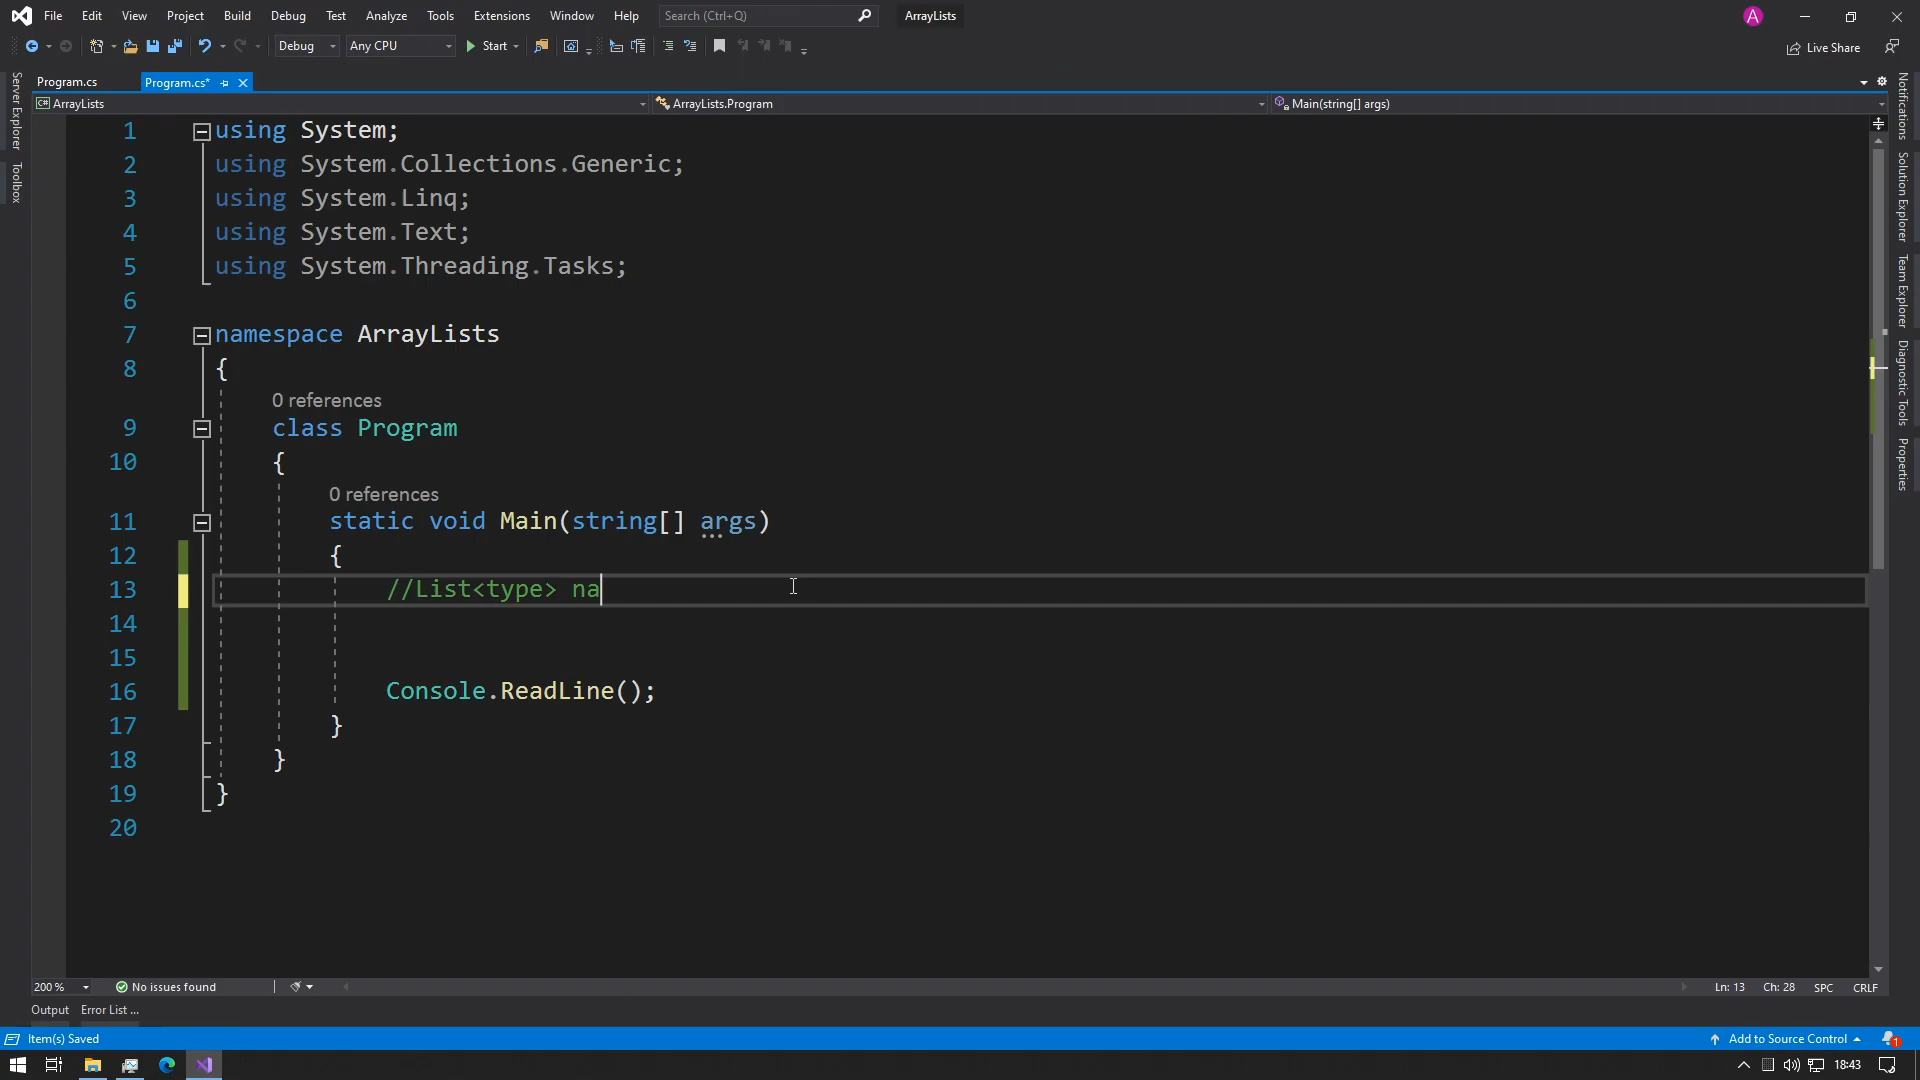 File Edit View Project Build Debug Test Analyze Tools Extensions Window Help Search (Ctrl+Q) ArrayLists A
Debug Any CPU Start Live Share
Program.cs Program.cs*
C# ArrayLists ArrayLists.Program Main(string[] args)
Server Explorer
Toolbox
1 using System;
2 using System.Collections.Generic;
3 using System.Linq;
4 using System.Text;
5 using System.Threading.Tasks;
6
7 namespace ArrayLists
8 {
0 references
9 class Program
10 {
0 references
11 static void Main(string[] args)
12 {
13 //List<type> na
14
15
16 Console.ReadLine();
17 }
18 }
19 }
20
Notifications
Solution Explorer
Team Explorer
Diagnostic Tools
Properties
200 % No issues found Ln: 13 Ch: 28 SPC CRLF
Output Error List ...
Item(s) Saved Add to Source Control 1
18:43